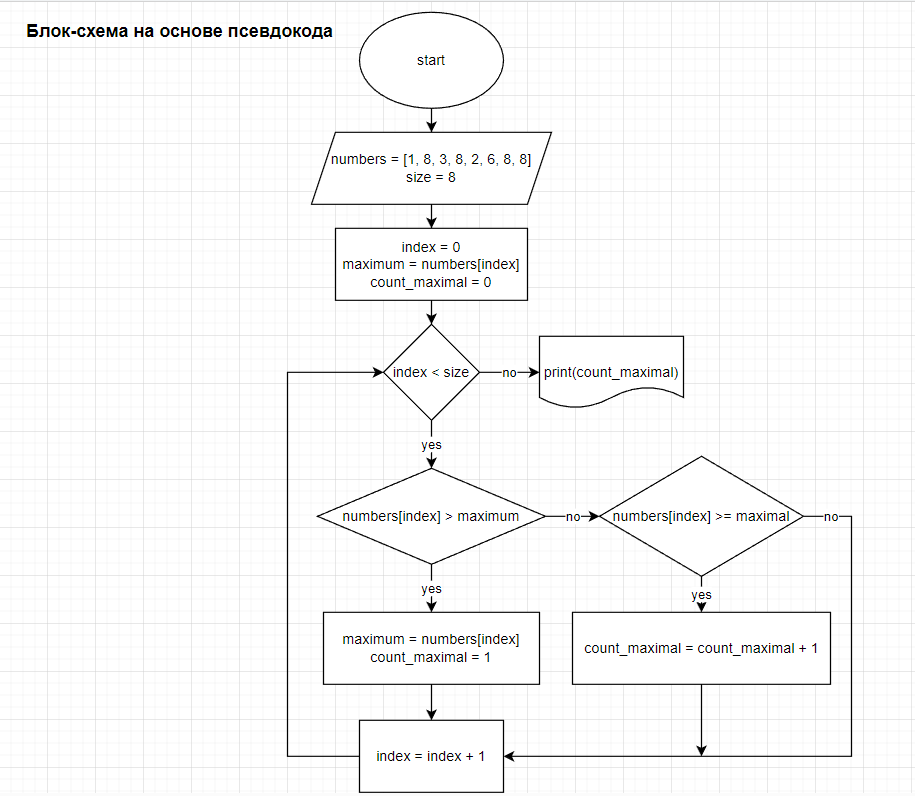 Блок-схема на основе псевдокода
start
numbers = [1, 8, 3, 8, 2, 6, 8, 8]
size = 8
index = 0
maximum = numbers[index]
count_maximal = 0
index < size
no
print(count_maximal)
yes
numbers[index] > maximum
no
numbers[index] >= maximal
no
yes
yes
maximum = numbers[index]
count_maximal = 1
count_maximal = count_maximal + 1
index = index + 1